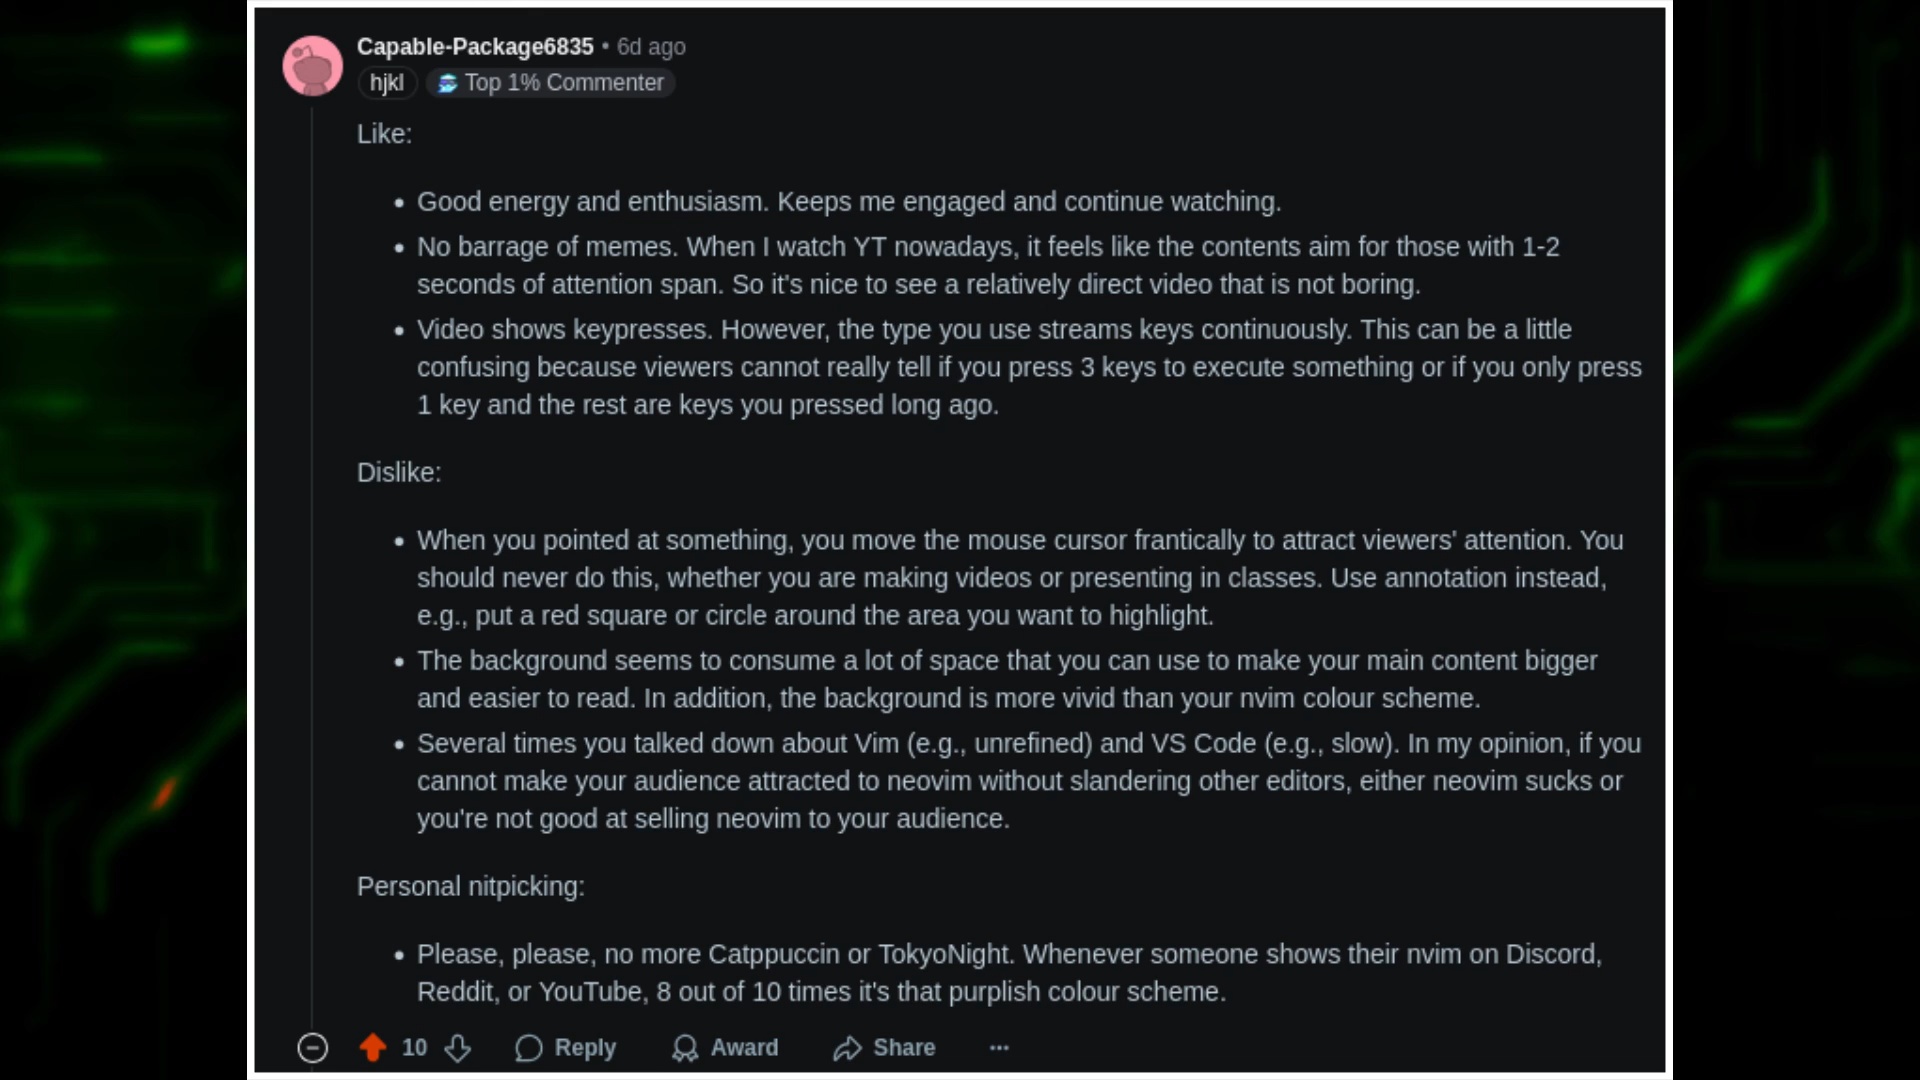 Capable-Package6835 • 6d ago
hjkl Top 1% Commenter
Like:
• Good energy and enthusiasm. Keeps me engaged and continue watching.
• No barrage of memes. When I watch YT nowadays, it feels like the contents aim for those with 1-2
seconds of attention span. So it's nice to see a relatively direct video that is not boring.
• Video shows keypresses. However, the type you use streams keys continuously. This can be a little
confusing because viewers cannot really tell if you press 3 keys to execute something or if you only press
1 key and the rest are keys you pressed long ago.
Dislike:
• When you pointed at something, you move the mouse cursor frantically to attract viewers' attention. You
should never do this, whether you are making videos or presenting in classes. Use annotation instead,
e.g., put a red square or circle around the area you want to highlight.
• The background seems to consume a lot of space that you can use to make your main content bigger
and easier to read. In addition, the background is more vivid than your nvim colour scheme.
• Several times you talked down about Vim (e.g., unrefined) and VS Code (e.g., slow). In my opinion, if you
cannot make your audience attracted to neovim without slandering other editors, either neovim sucks or
you're not good at selling neovim to your audience.
Personal nitpicking:
• Please, please, no more Catppuccin or TokyoNight. Whenever someone shows their nvim on Discord,
Reddit, or YouTube, 8 out of 10 times it's that purplish colour scheme.
10 Reply Award Share ...